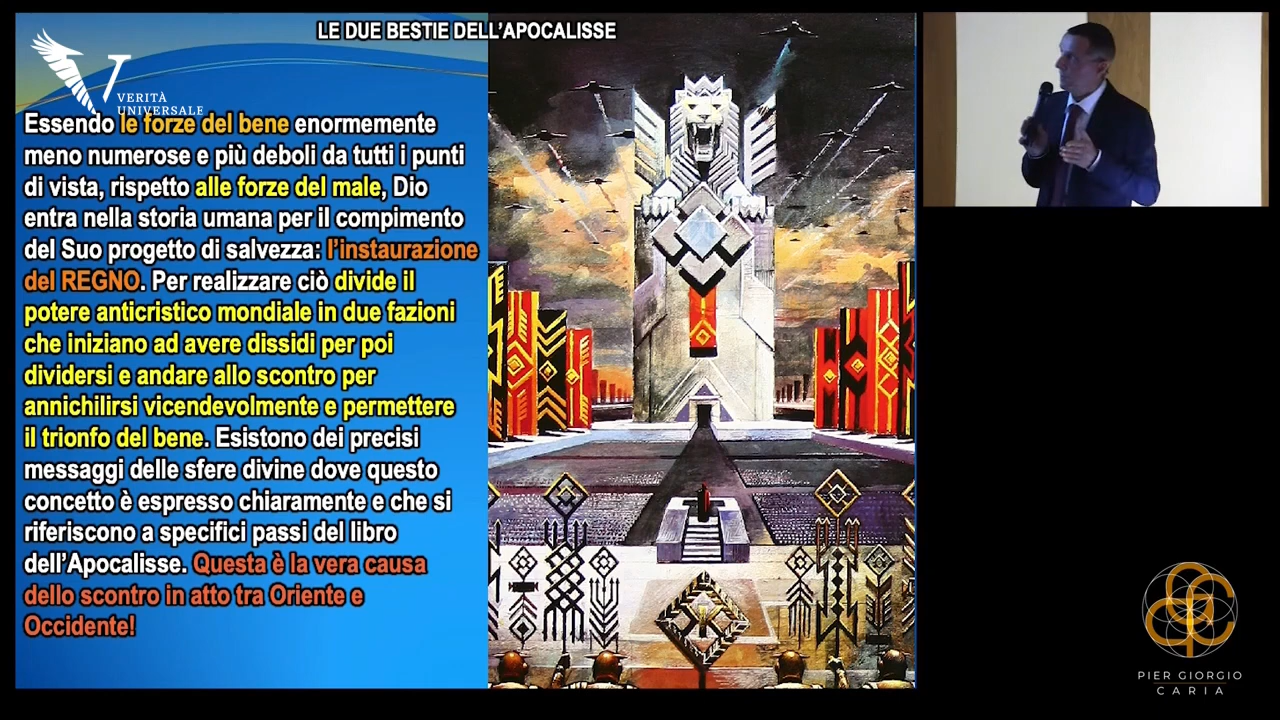 LE DUE BESTIE DELL'APOCALISSE
VERITÀ
UNIVERSALE
Essendo le forze del bene enormemente
meno numerose e più deboli da tutti i punti
di vista, rispetto alle forze del male, Dio
entra nella storia umana per il compimento
del Suo progetto di salvezza: l'instaurazione
del REGNO. Per realizzare ciò divide il
potere anticristico mondiale in due fazioni
che iniziano ad avere dissidi per poi
dividersi e andare allo scontro per
annichilirsi vicendevolmente e permettere
il trionfo del bene. Esistono dei precisi
messaggi delle sfere divine dove questo
concetto è espresso chiaramente e che si
riferiscono a specifici passi del libro
dell'Apocalisse. Questa è la vera causa
dello scontro in atto tra Oriente e
Occidente!
PIER GIORGIO
CARIA